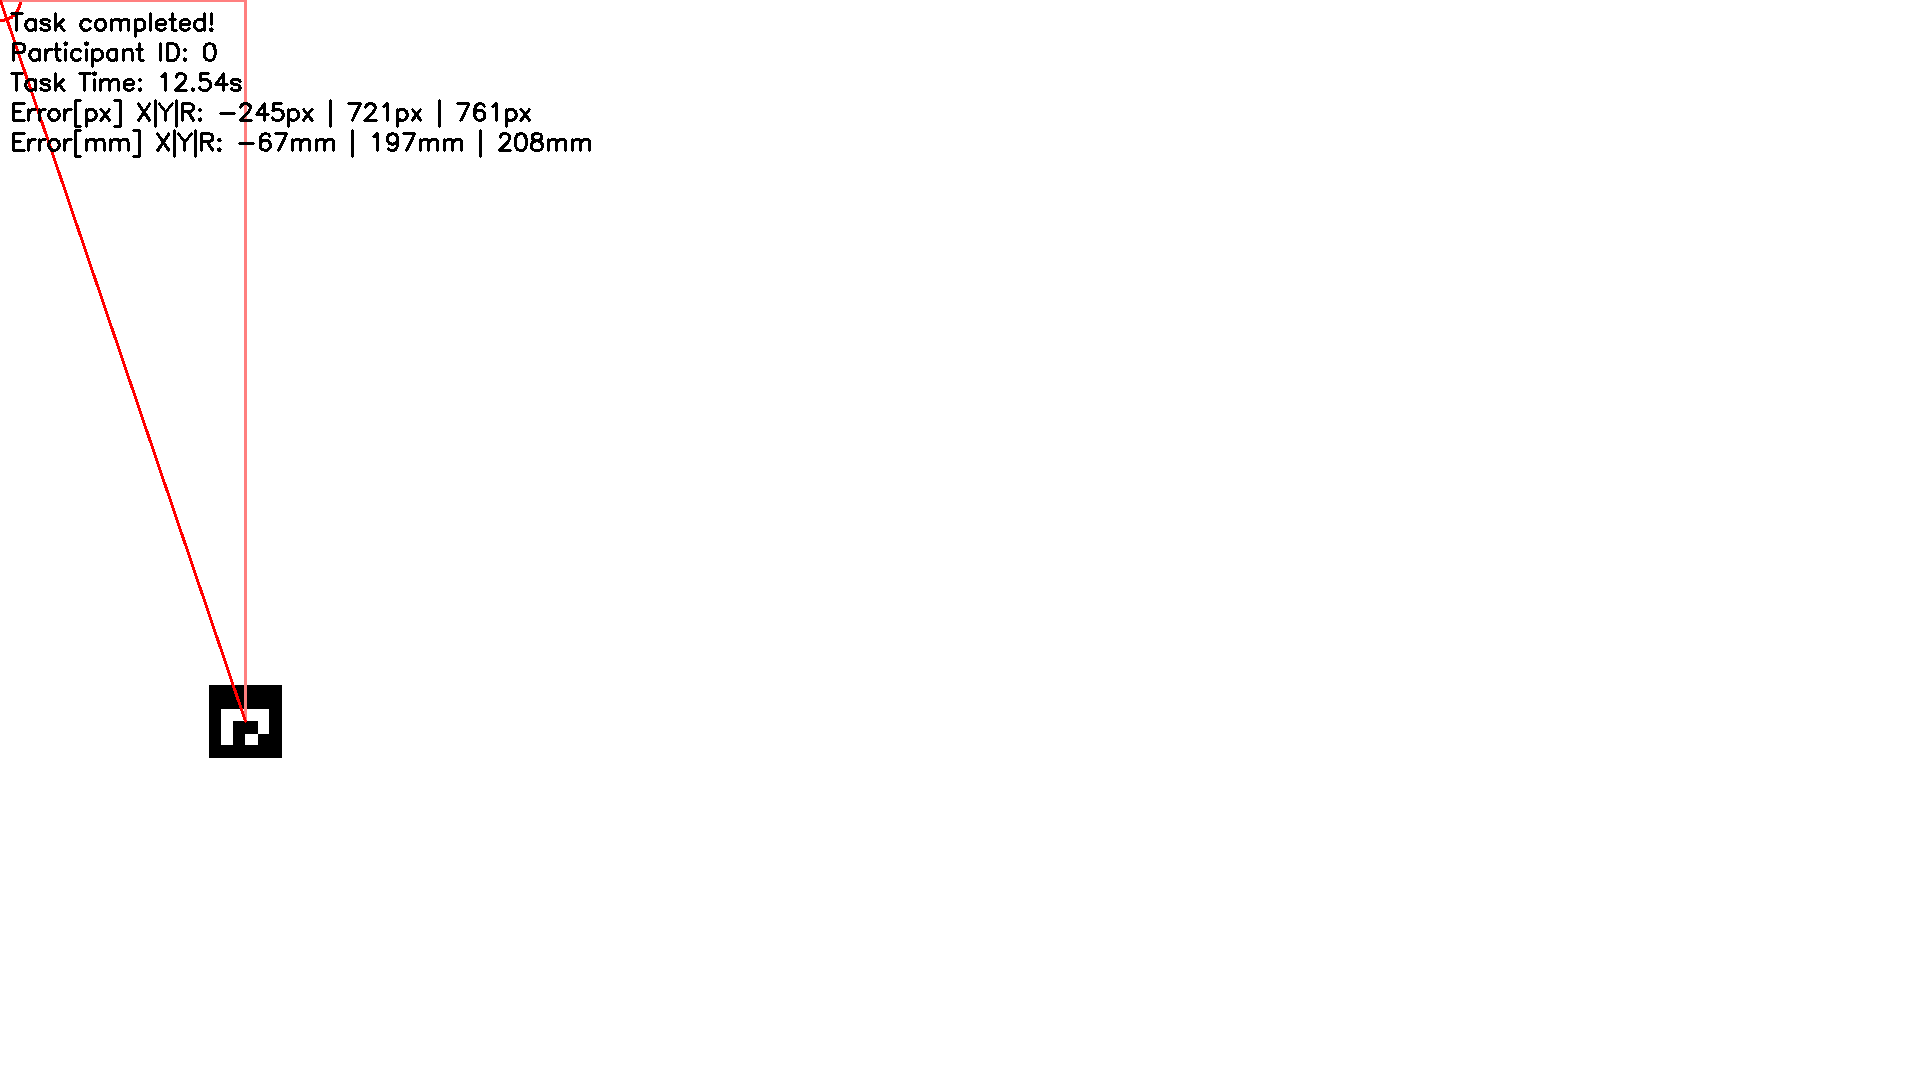 Task completed!
Participant ID: 0
Task Time: 12.54s
Error[px] X|Y|R: -245px | 721px | 761px
Error[mm] X|Y|R: -67mm | 197mm | 208mm